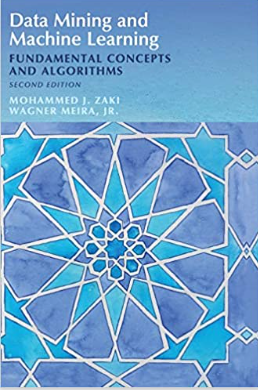 Data Mining and
Machine Learning
FUNDAMENTAL CONCEPTS
AND ALGORITHMS
SECOND EDITION
MOHAMMED J. ZAKI
WAGNER MEIRA, JR.